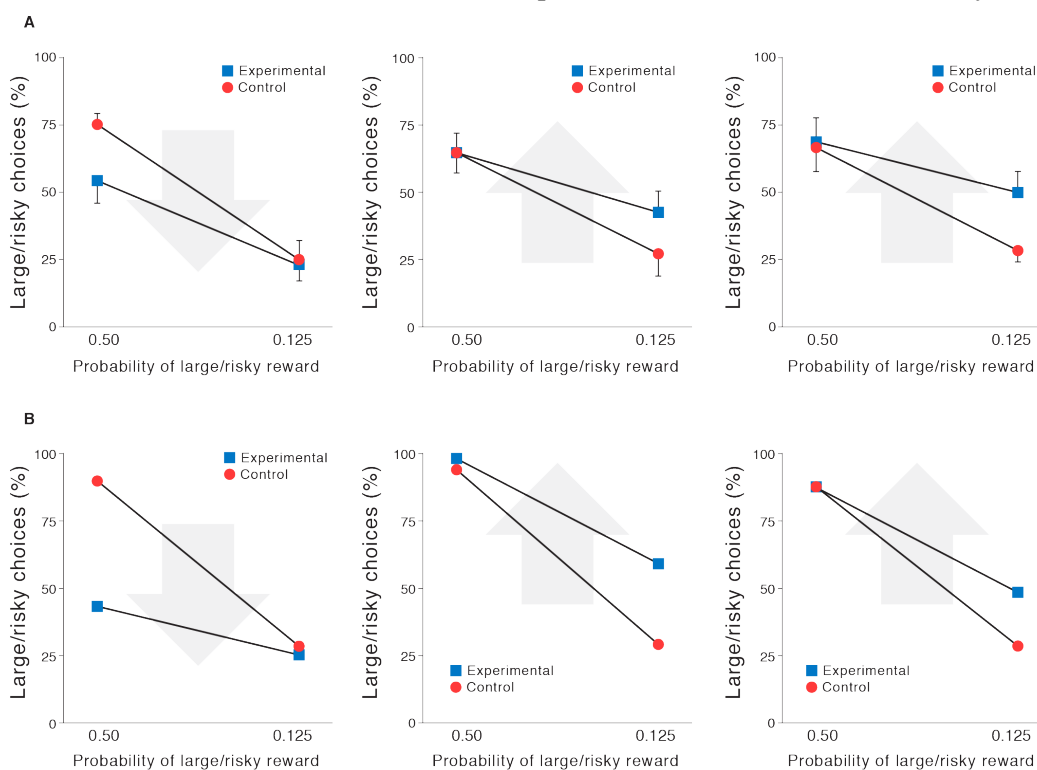 A
Large/risky choices (%)
100
75
50
25
0
Experimental
Control
0.50 0.125
Probability of large/risky reward
Large/risky choices (%)
100
75
50
25
0
Experimental
Control
0.50 0.125
Probability of large/risky reward
Large/risky choices (%)
100
75
50
25
0
Experimental
Control
0.50 0.125
Probability of large/risky reward
B
Large/risky choices (%)
100
75
50
25
0
Experimental
Control
0.50 0.125
Probability of large/risky reward
Large/risky choices (%)
100
75
50
25
0
Experimental
Control
0.50 0.125
Probability of large/risky reward
Large/risky choices (%)
100
75
50
25
0
Experimental
Control
0.50 0.125
Probability of large/risky reward